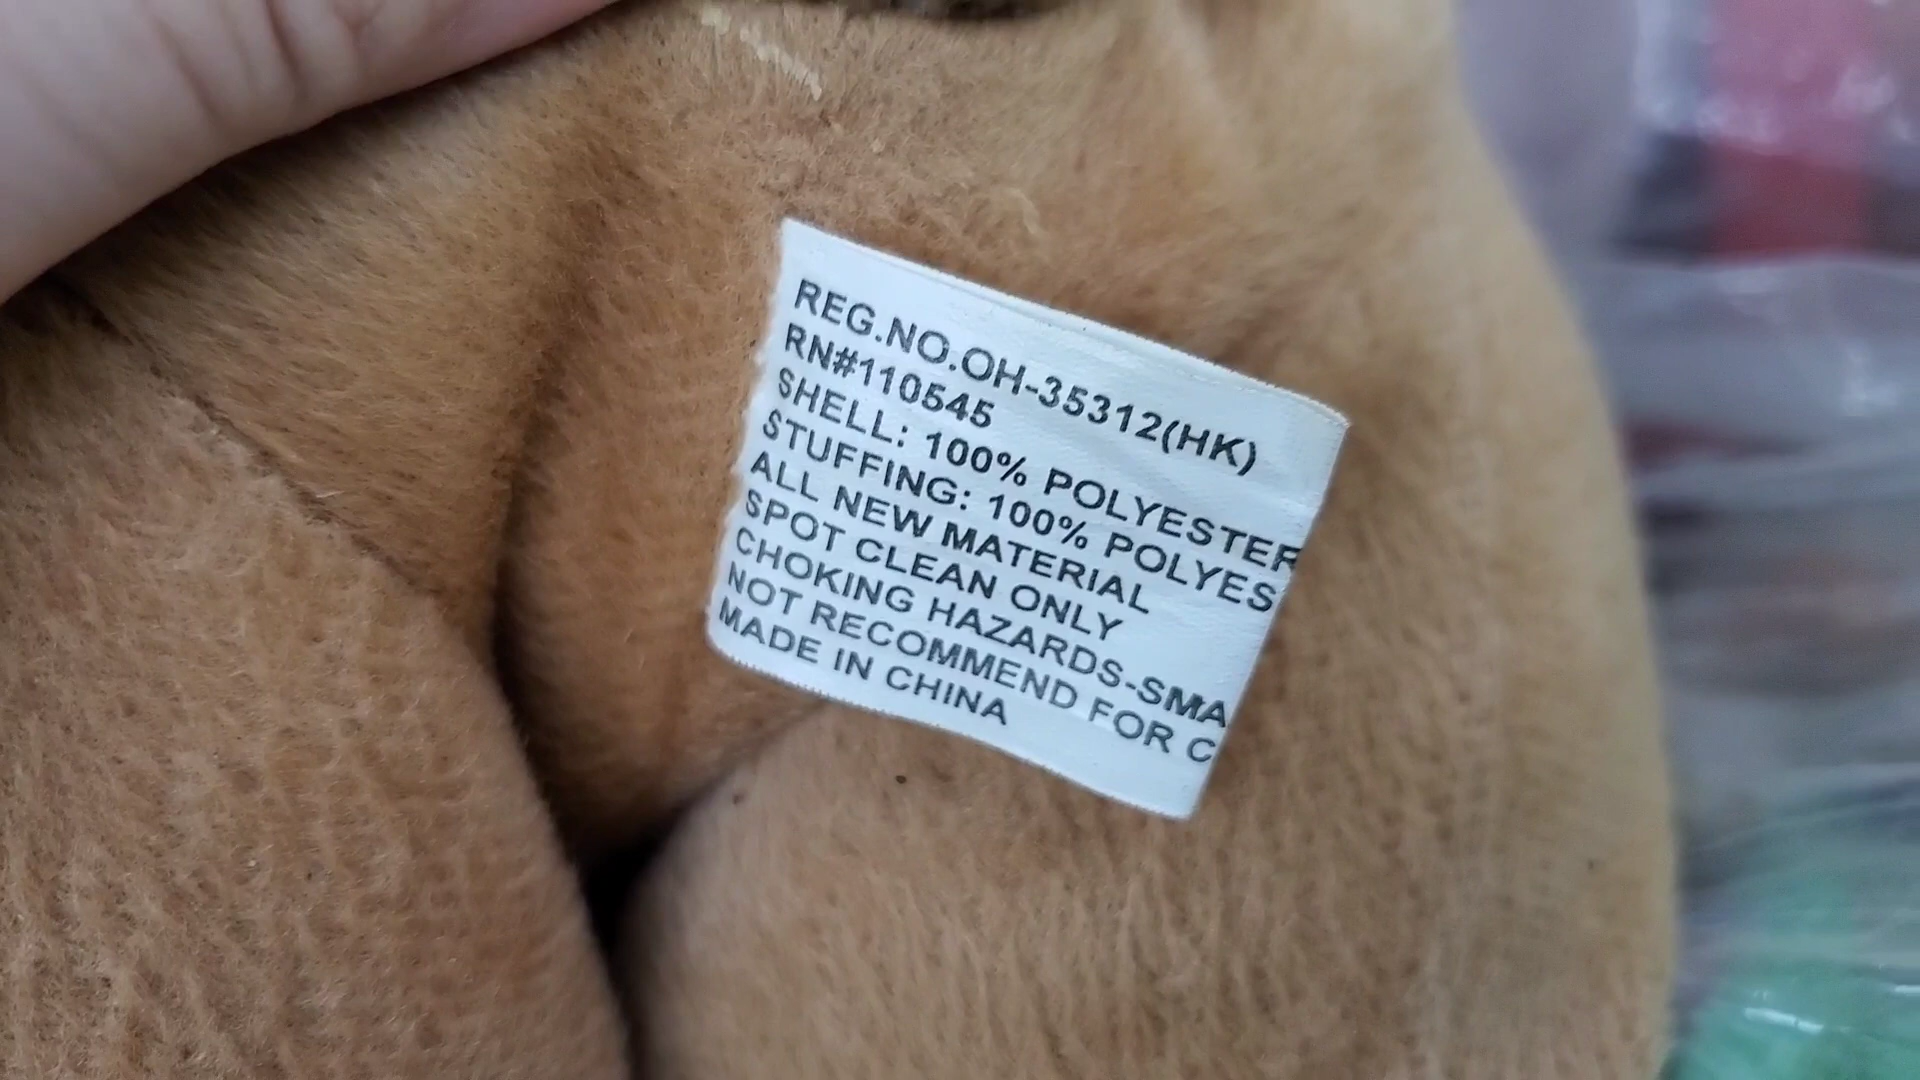 REG.NO.OH-35312(HK)
RN#110545
SHELL: 100% POLYESTER
STUFFING: 100% POLYES
ALL NEW MATERIAL
SPOT CLEAN ONLY
CHOKING HAZARDS-SMA
NOT RECOMMEND FOR C
MADE IN CHINA